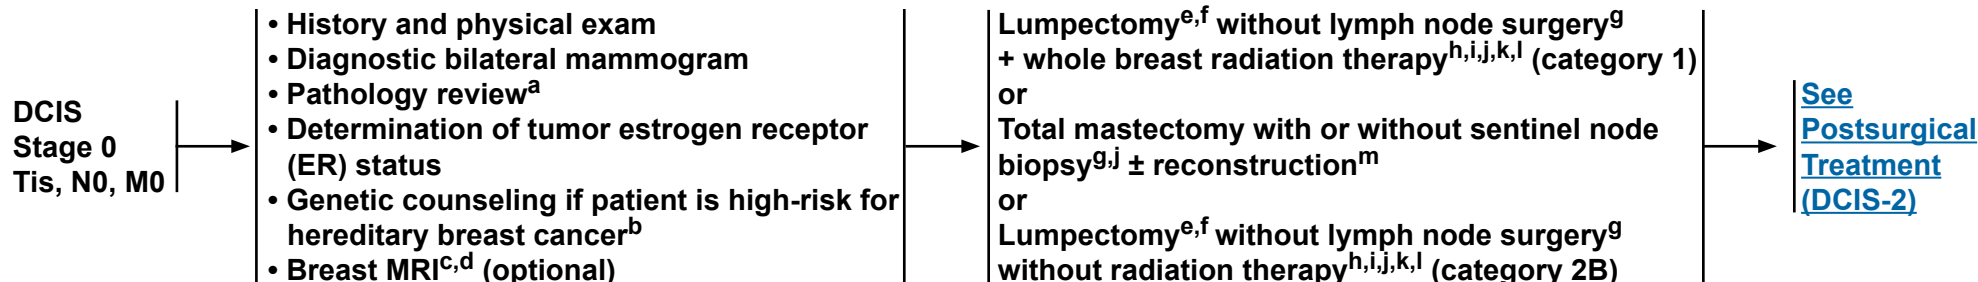 DCIS
Stage 0
Tis, N0, M0
• History and physical exam
• Diagnostic bilateral mammogram
• Pathology reviewa
• Determination of tumor estrogen receptor
(ER) status
• Genetic counseling if patient is high-risk for
hereditary breast cancerb
• Breast MRIc,d (optional)
Lumpectomye,f without lymph node surgeryg
+ whole breast radiation therapyh,i,j,k,l (category 1)
or
Total mastectomy with or without sentinel node
biopsyg,j ± reconstructionm
or
Lumpectomye,f without lymph node surgeryg
without radiation therapyh,i,j,k,l (category 2B)
See
Postsurgical
Treatment
(DCIS-2)